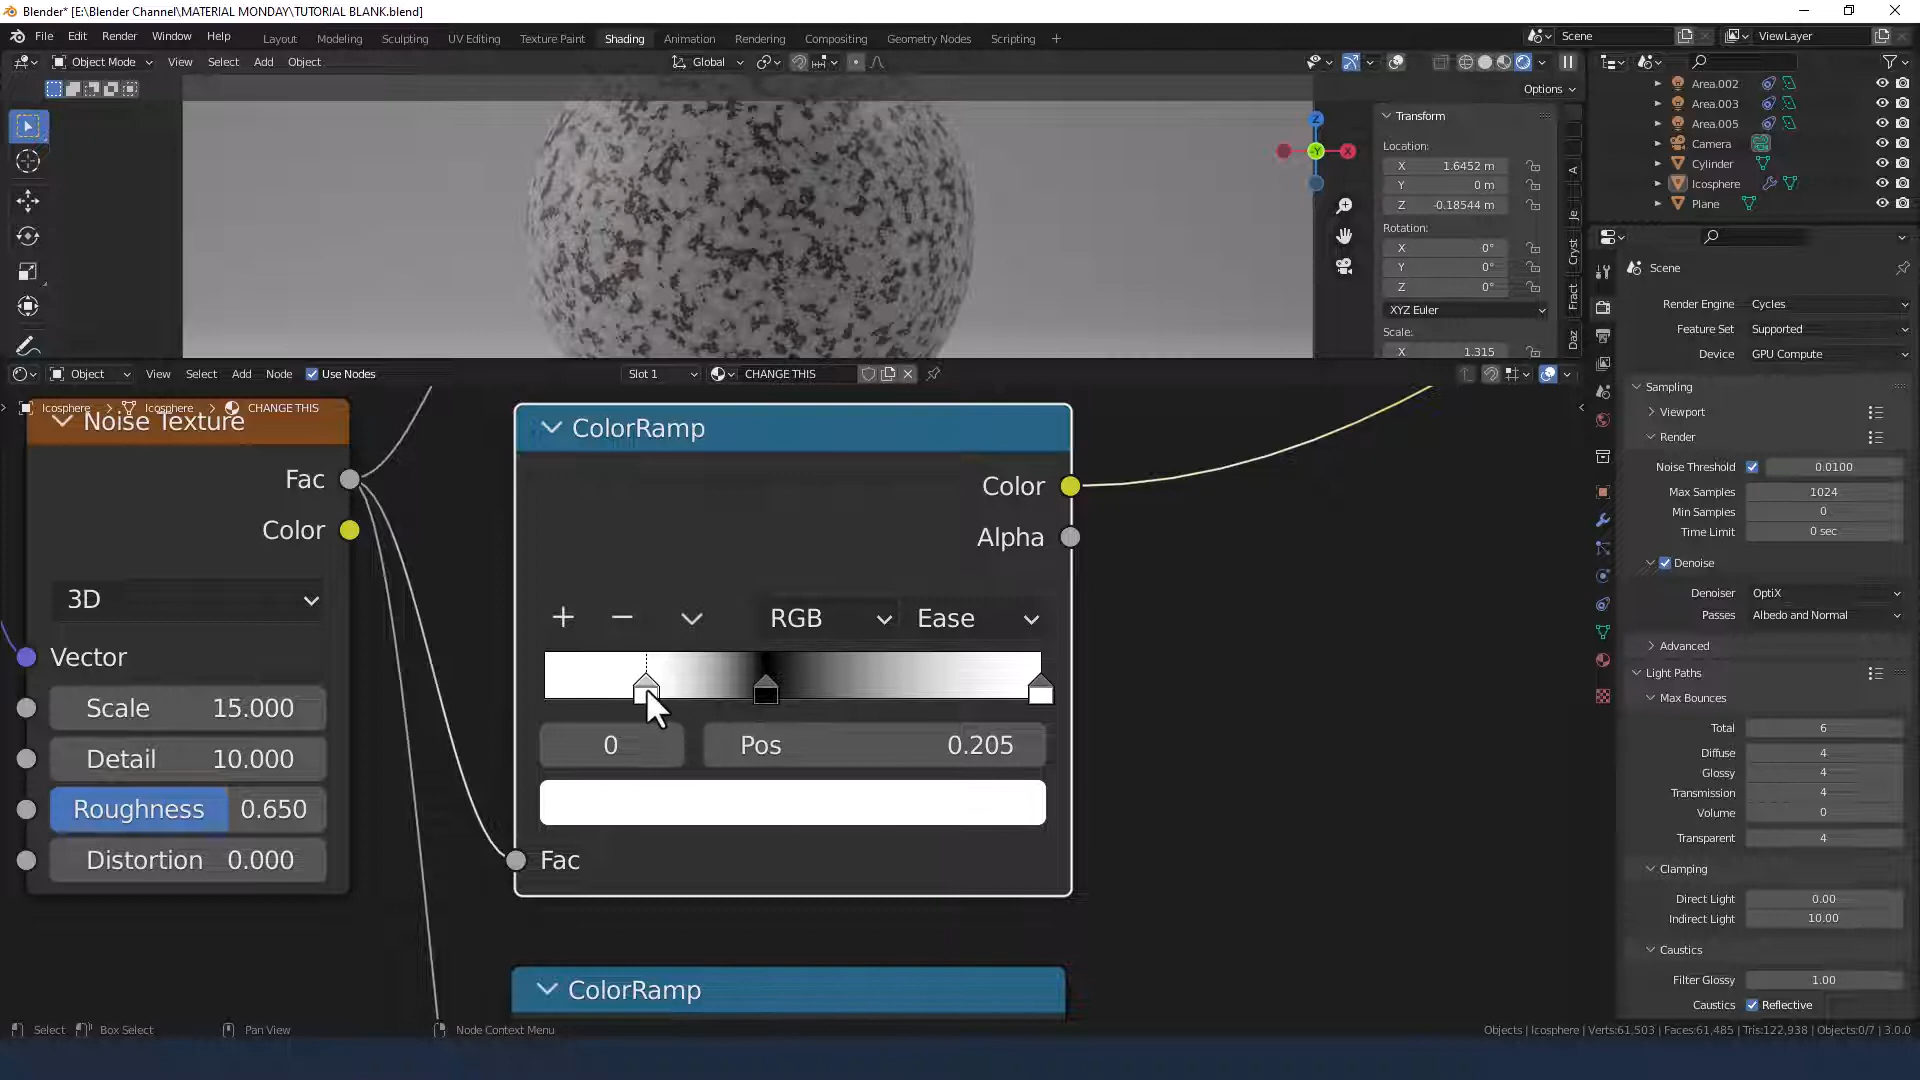 Blender* [E:\Blender Channel\MATERIAL MONDAY\TUTORIAL BLANK.blend]
File Edit Render Window Help Layout Modeling Sculpting UV Editing Texture Paint Shading Animation Rendering Compositing Geometry Nodes Scripting + Scene ViewLayer
Object Mode View Select Add Object Global
Options
Transform
Location:
X 1.6452 m
Y 0 m
Z -0.18544 m
Rotation:
X 0°
Y 0°
Z 0°
XYZ Euler
Scale:
X 1.315
Z
-Y
X
A
Je
Cryst
Fract
Daz
Area.002
Area.003
Area.005
Camera
Cylinder
Icosphere
Plane
Object View Select Add Node Use Nodes Slot 1 CHANGE THIS
Icosphere > Icosphere > CHANGE THIS
Noise Texture
Fac
Color
3D
Vector
Scale 15.000
Detail 10.000
Roughness 0.650
Distortion 0.000
ColorRamp
Color
Alpha
+ − RGB Ease
0 Pos 0.205
Fac
ColorRamp
Scene
Render Engine Cycles
Feature Set Supported
Device GPU Compute
Sampling
Viewport
Render
Noise Threshold 0.0100
Max Samples 1024
Min Samples 0
Time Limit 0 sec
Denoise
Denoiser OptiX
Passes Albedo and Normal
Advanced
Light Paths
Max Bounces
Total 6
Diffuse 4
Glossy 4
Transmission 4
Volume 0
Transparent 4
Clamping
Direct Light 0.00
Indirect Light 10.00
Caustics
Filter Glossy 1.00
Caustics Reflective
Select Box Select Pan View Node Context Menu Objects | Icosphere | Verts:61,503 | Faces:61,485 | Tris:122,938 | Objects:0/7 | 3.0.0